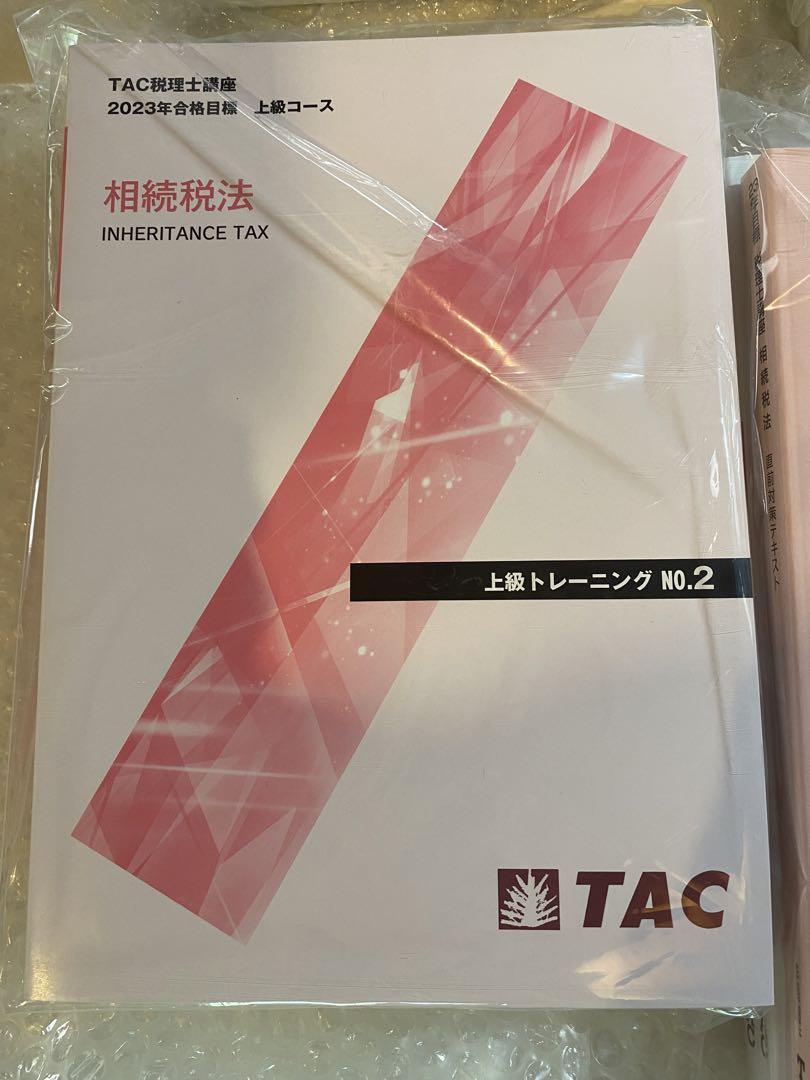 TAC税理士講座
2023年合格目標 上級コース
相続税法
INHERITANCE TAX
上級トレーニング NO.2
TAC
税理士講座 相続税法 直前対策テキスト